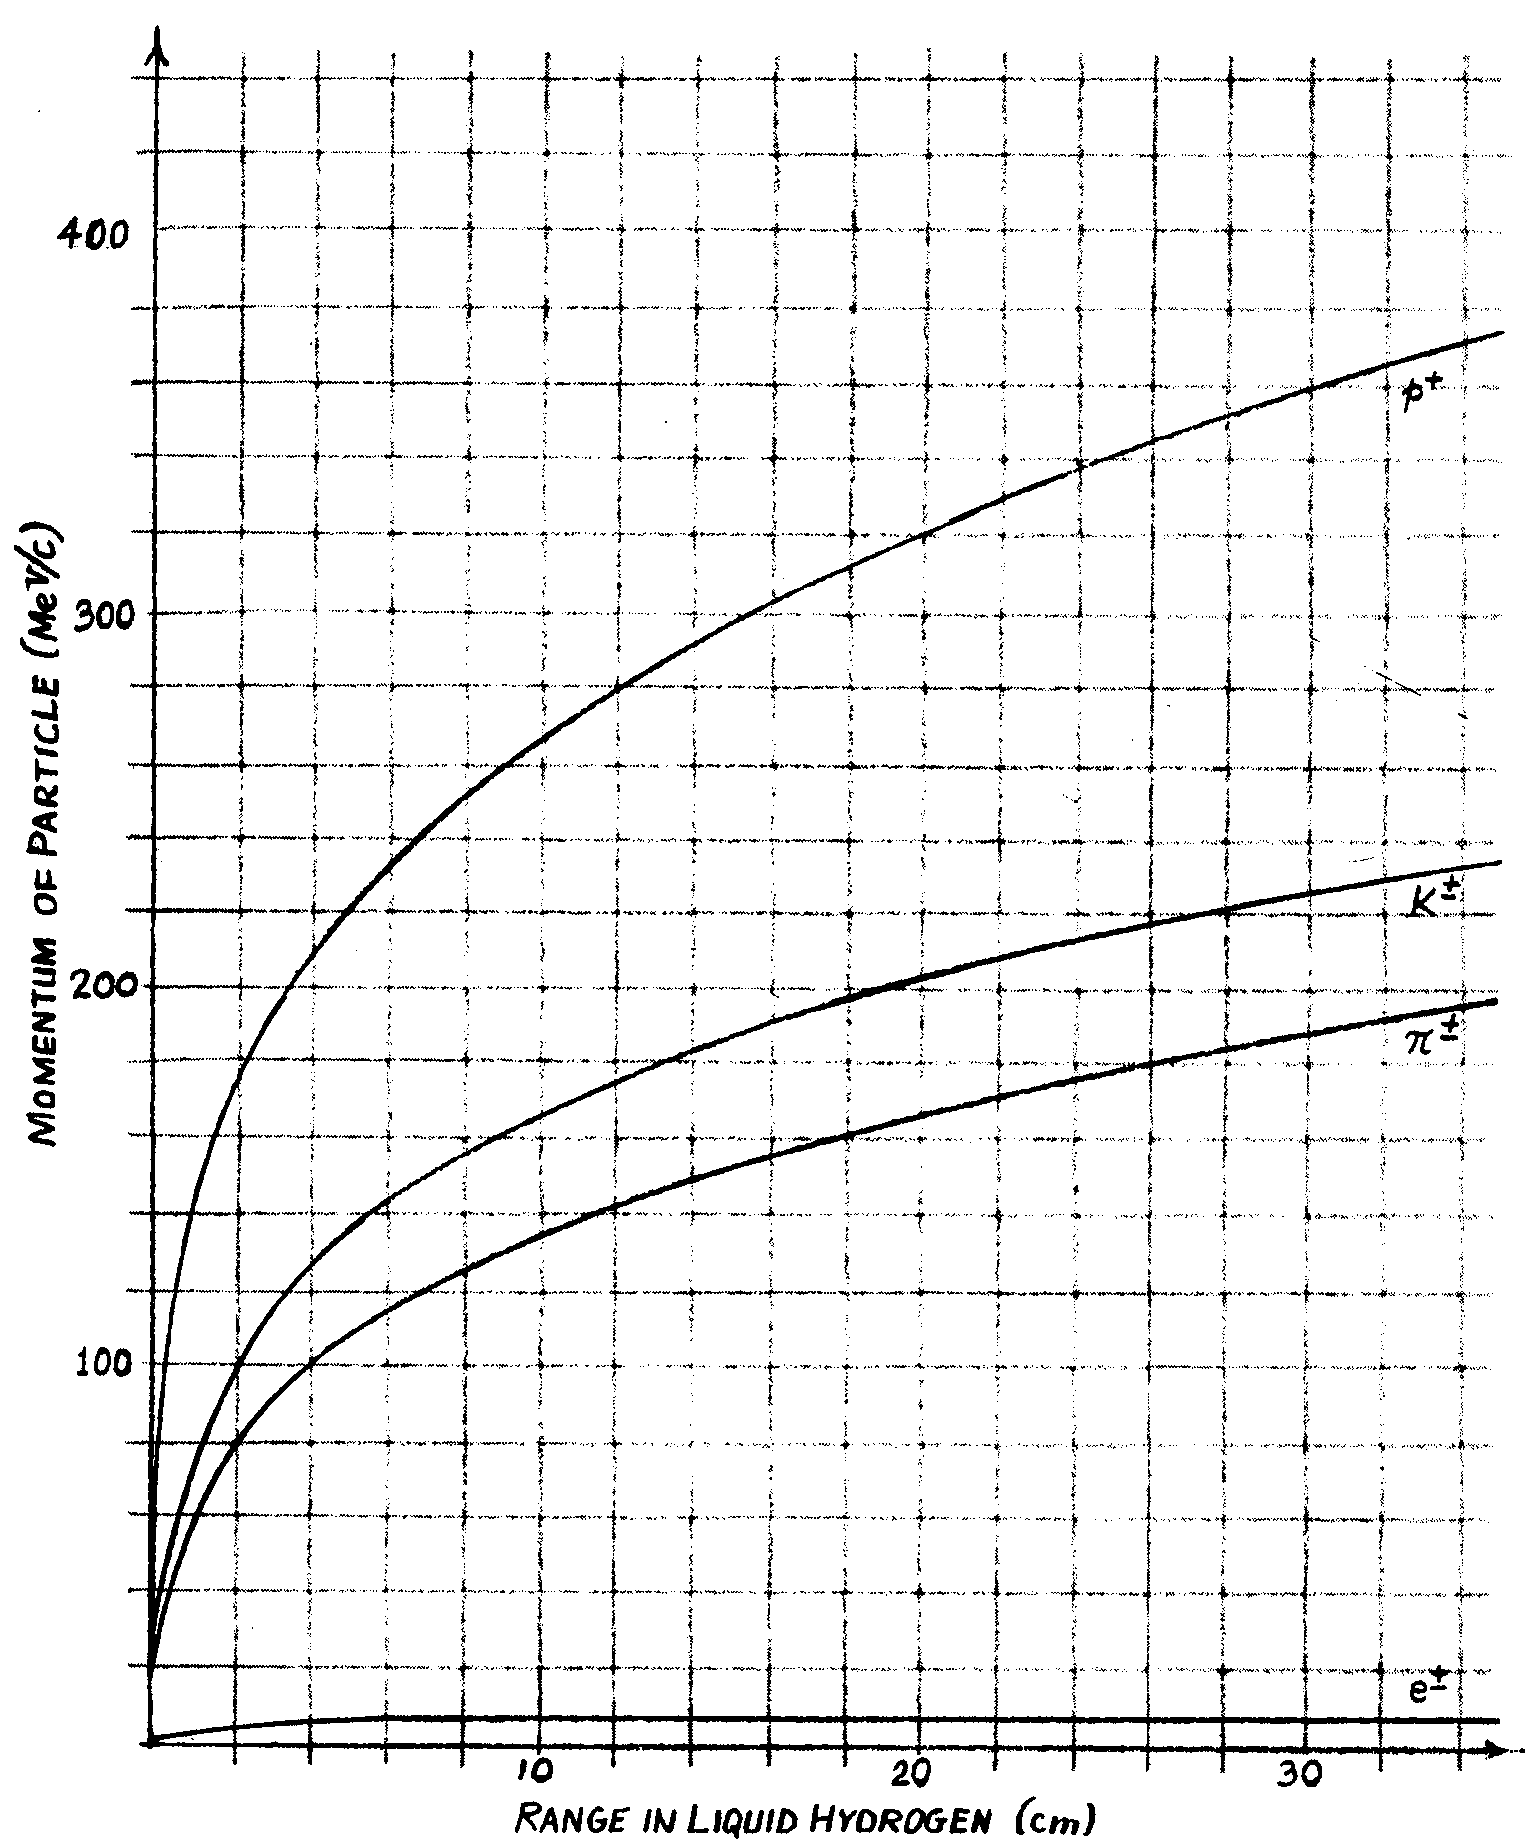 400
p+
300
MOMENTUM OF PARTICLE (MeV/c)
K±
200
π±
100
e±
10 20 30
RANGE IN LIQUID HYDROGEN (cm)